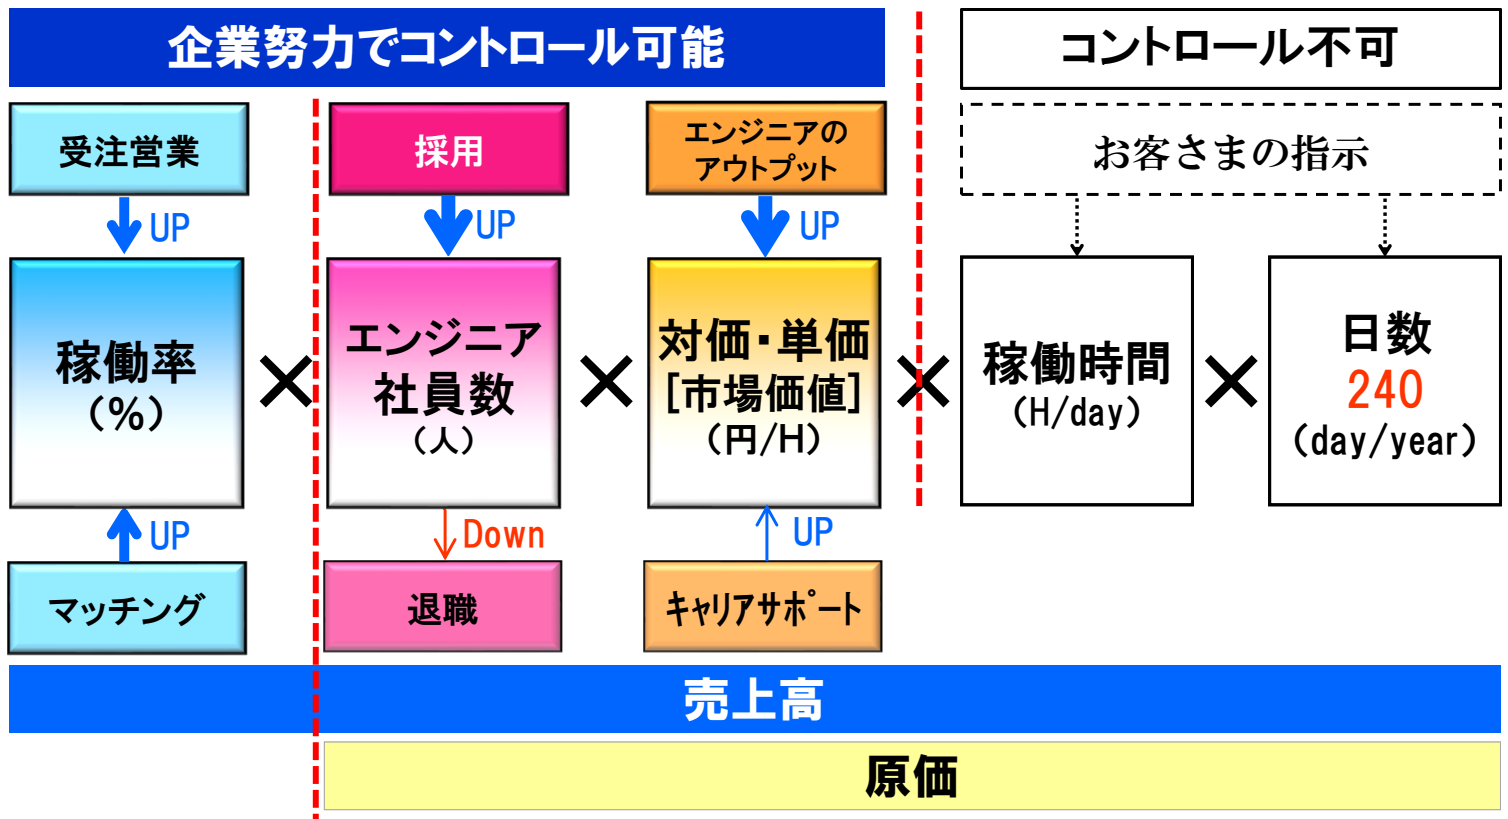 企業努力でコントロール可能
コントロール不可
受注営業
採用
エンジニアの
アウトプット
お客さまの指示
UP
UP
UP
稼働率
(%)
×
エンジニア
社員数
(人)
×
対価・単価
[市場価値]
(円/H)
×
稼働時間
(H/day)
×
日数
240
(day/year)
UP
Down
UP
マッチング
退職
キャリアサポート
売上高
原価